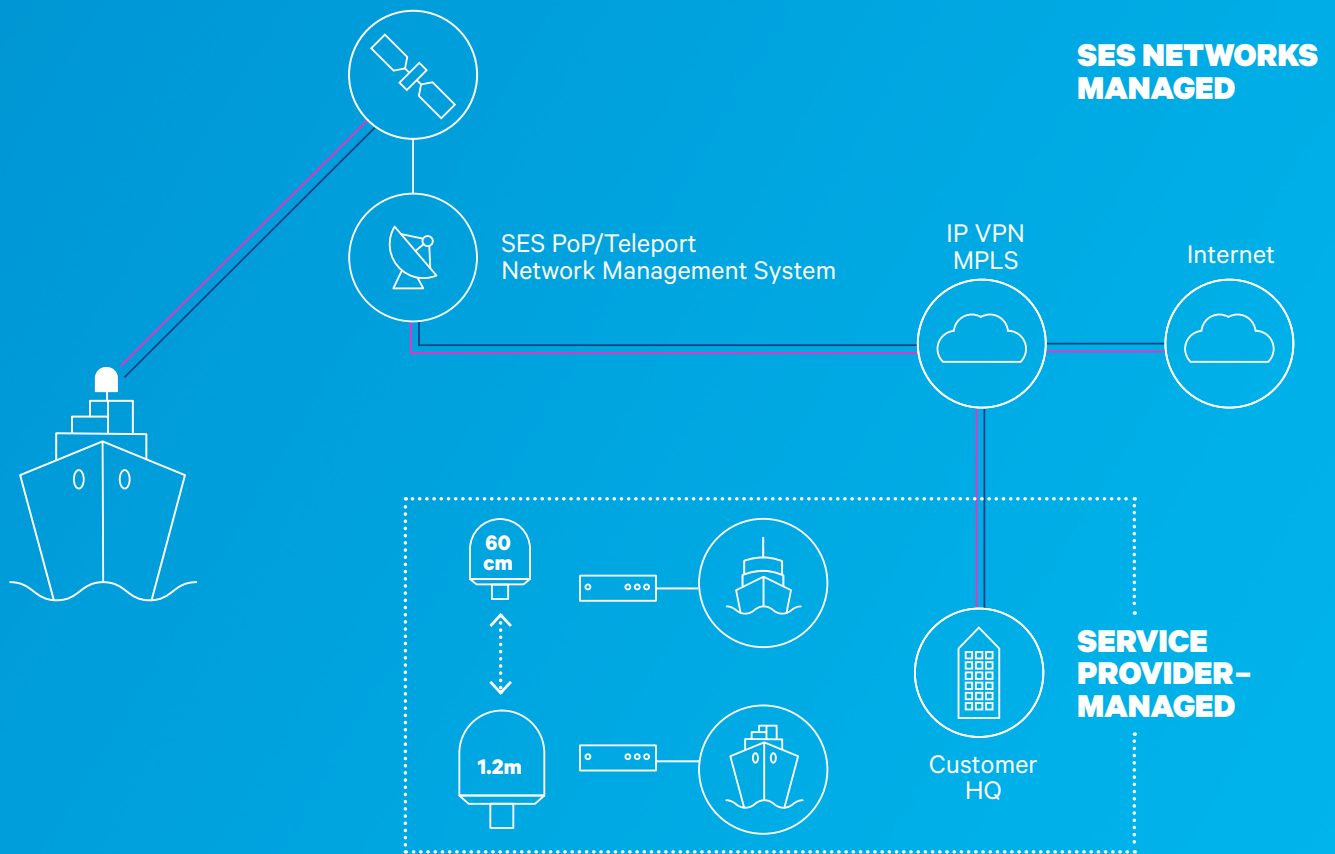 SES NETWORKS
MANAGED
SES PoP/Teleport
Network Management System
IP VPN
MPLS
Internet
60
cm
1.2m
SERVICE
PROVIDER–
MANAGED
Customer
HQ